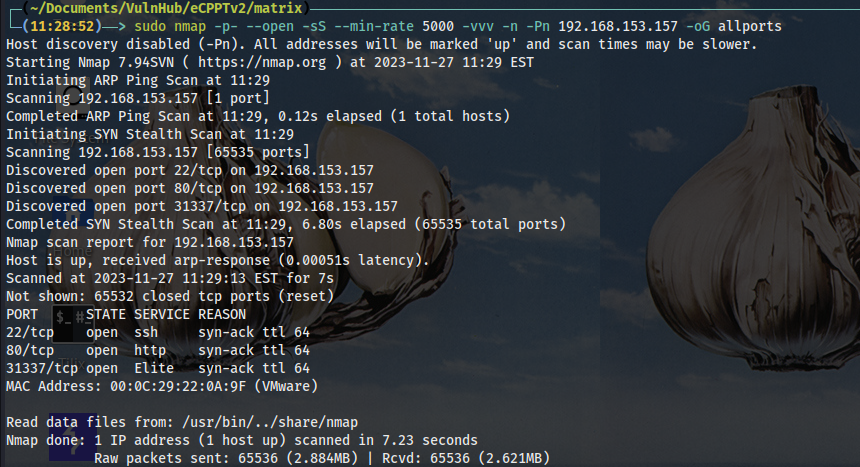 (~/Documents/VulnHub/eCPPTv2/matrix)
(11:28:52)——> sudo nmap -p- --open -sS --min-rate 5000 -vvv -n -Pn 192.168.153.157 -oG allports
Host discovery disabled (-Pn). All addresses will be marked 'up' and scan times may be slower.
Starting Nmap 7.94SVN ( https://nmap.org ) at 2023-11-27 11:29 EST
Initiating ARP Ping Scan at 11:29
Scanning 192.168.153.157 [1 port]
Completed ARP Ping Scan at 11:29, 0.12s elapsed (1 total hosts)
Initiating SYN Stealth Scan at 11:29
Scanning 192.168.153.157 [65535 ports]
Discovered open port 22/tcp on 192.168.153.157
Discovered open port 80/tcp on 192.168.153.157
Discovered open port 31337/tcp on 192.168.153.157
Completed SYN Stealth Scan at 11:29, 6.80s elapsed (65535 total ports)
Nmap scan report for 192.168.153.157
Host is up, received arp-response (0.00051s latency).
Scanned at 2023-11-27 11:29:13 EST for 7s
Not shown: 65532 closed tcp ports (reset)
PORT      STATE SERVICE REASON
22/tcp    open  ssh     syn-ack ttl 64
80/tcp    open  http    syn-ack ttl 64
31337/tcp open  Elite   syn-ack ttl 64
MAC Address: 00:0C:29:22:0A:9F (VMware)
Read data files from: /usr/bin/../share/nmap
Nmap done: 1 IP address (1 host up) scanned in 7.23 seconds
           Raw packets sent: 65536 (2.884MB) | Rcvd: 65536 (2.621MB)